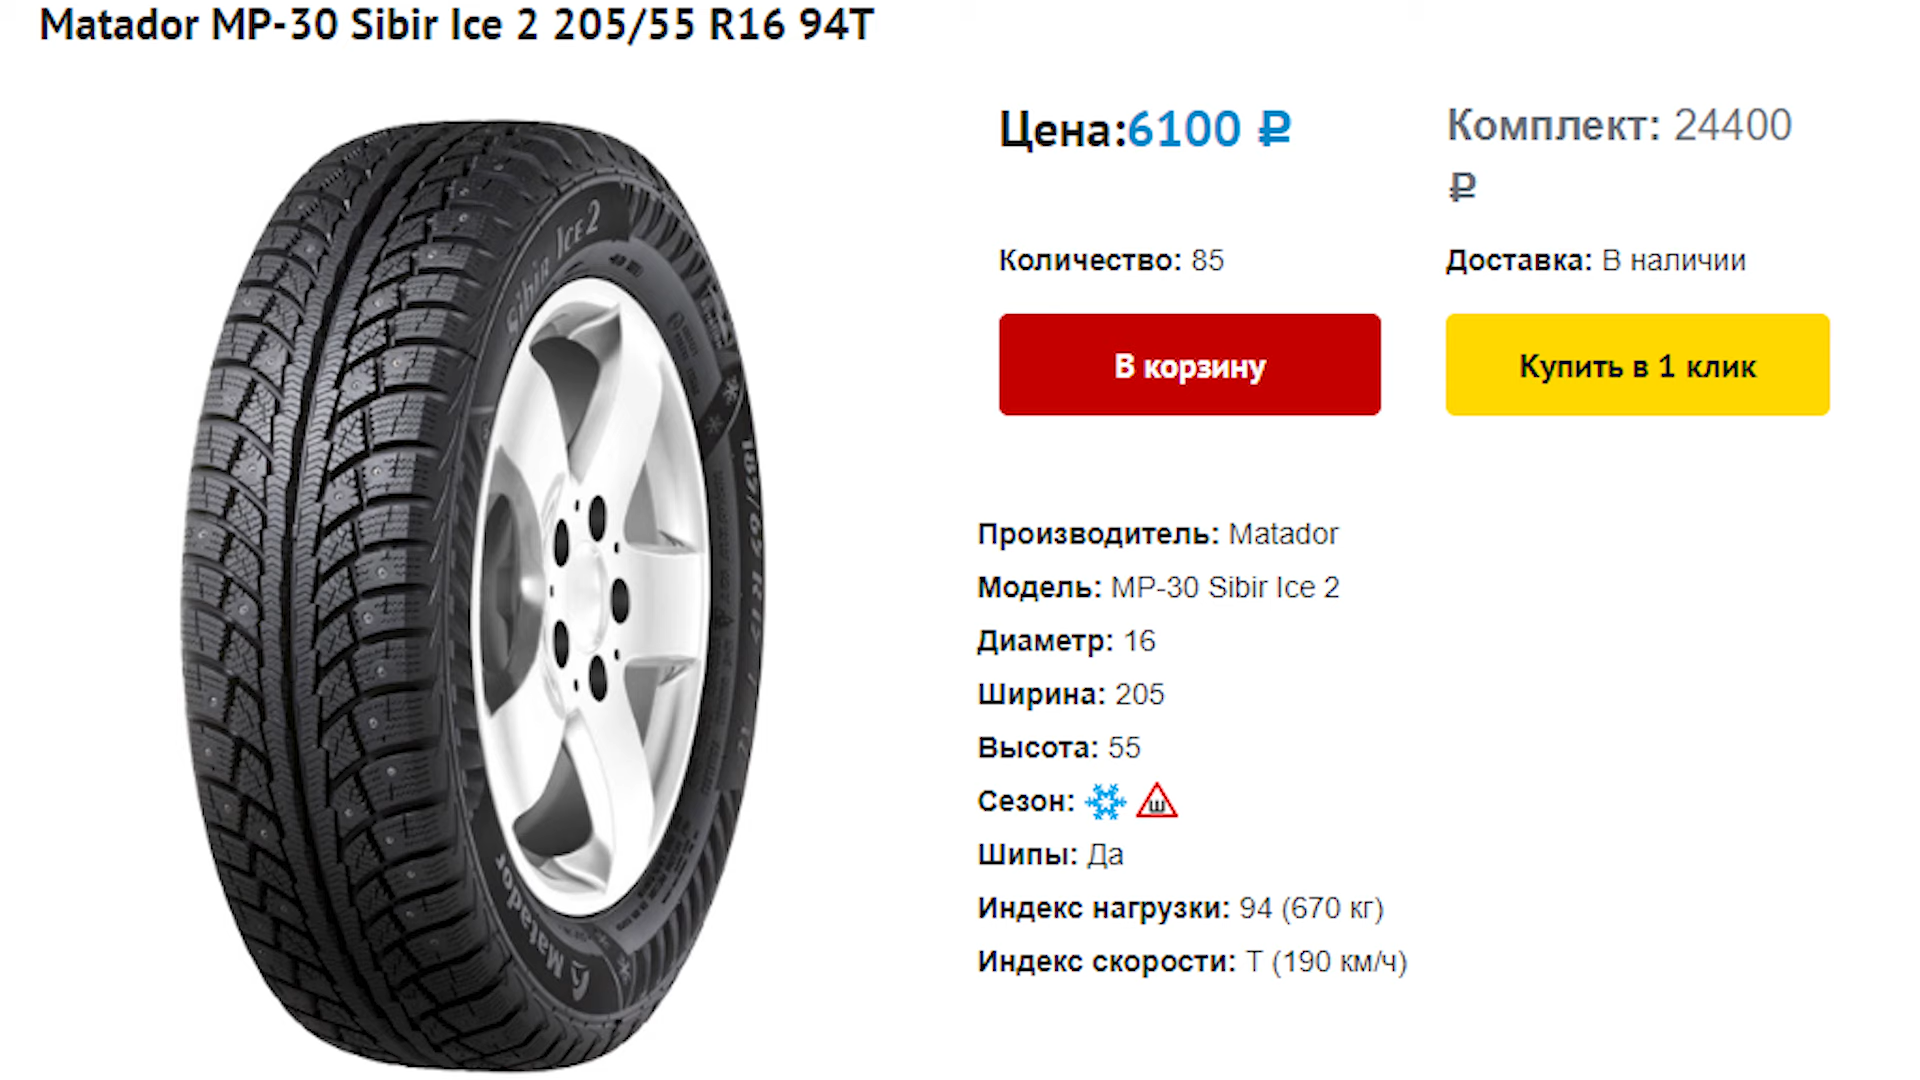 Matador MP-30 Sibir Ice 2 205/55 R16 94T
Цена:6100 ₽
Комплект: 24400
₽
Количество: 85
Доставка: В наличии
В корзину
Купить в 1 клик
Sibir Ice 2
Matador
Производитель: Matador
Модель: MP-30 Sibir Ice 2
Диаметр: 16
Ширина: 205
Высота: 55
Сезон: Ш
Шипы: Да
Индекс нагрузки: 94 (670 кг)
Индекс скорости: T (190 км/ч)